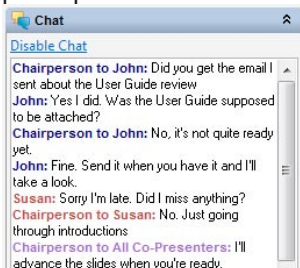 Chat
Disable Chat
Chairperson to John: Did you get the email I
sent about the User Guide review
John: Yes I did. Was the User Guide supposed
to be attached?
Chairperson to John: No, it's not quite ready
yet.
John: Fine. Send it when you have it and I'll
take a look.
Susan: Sorry I'm late. Did I miss anything?
Chairperson to Susan: No. Just going
through introductions
Chairperson to All Co-Presenters: I'll
advance the slides when you're ready.